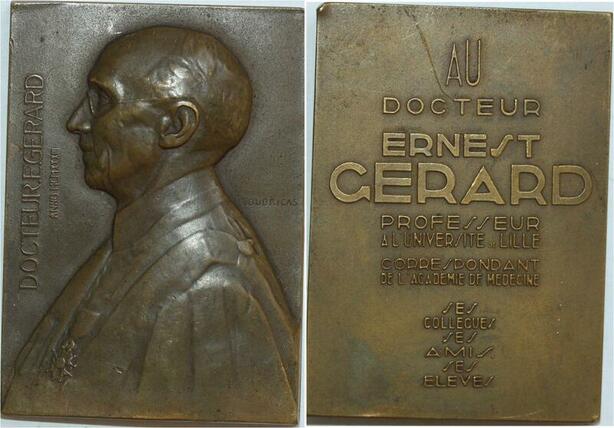 DOCTEUR.E.GERARD
AU
DOCTEUR
ERNEST
GERARD
PROFESSEUR
A L'UNIVERSITE DE LILLE
CORRESPONDANT
DE L'ACADEMIE DE MEDECINE
SES
COLLEGUES
SES
AMIS
SES
ELEVES